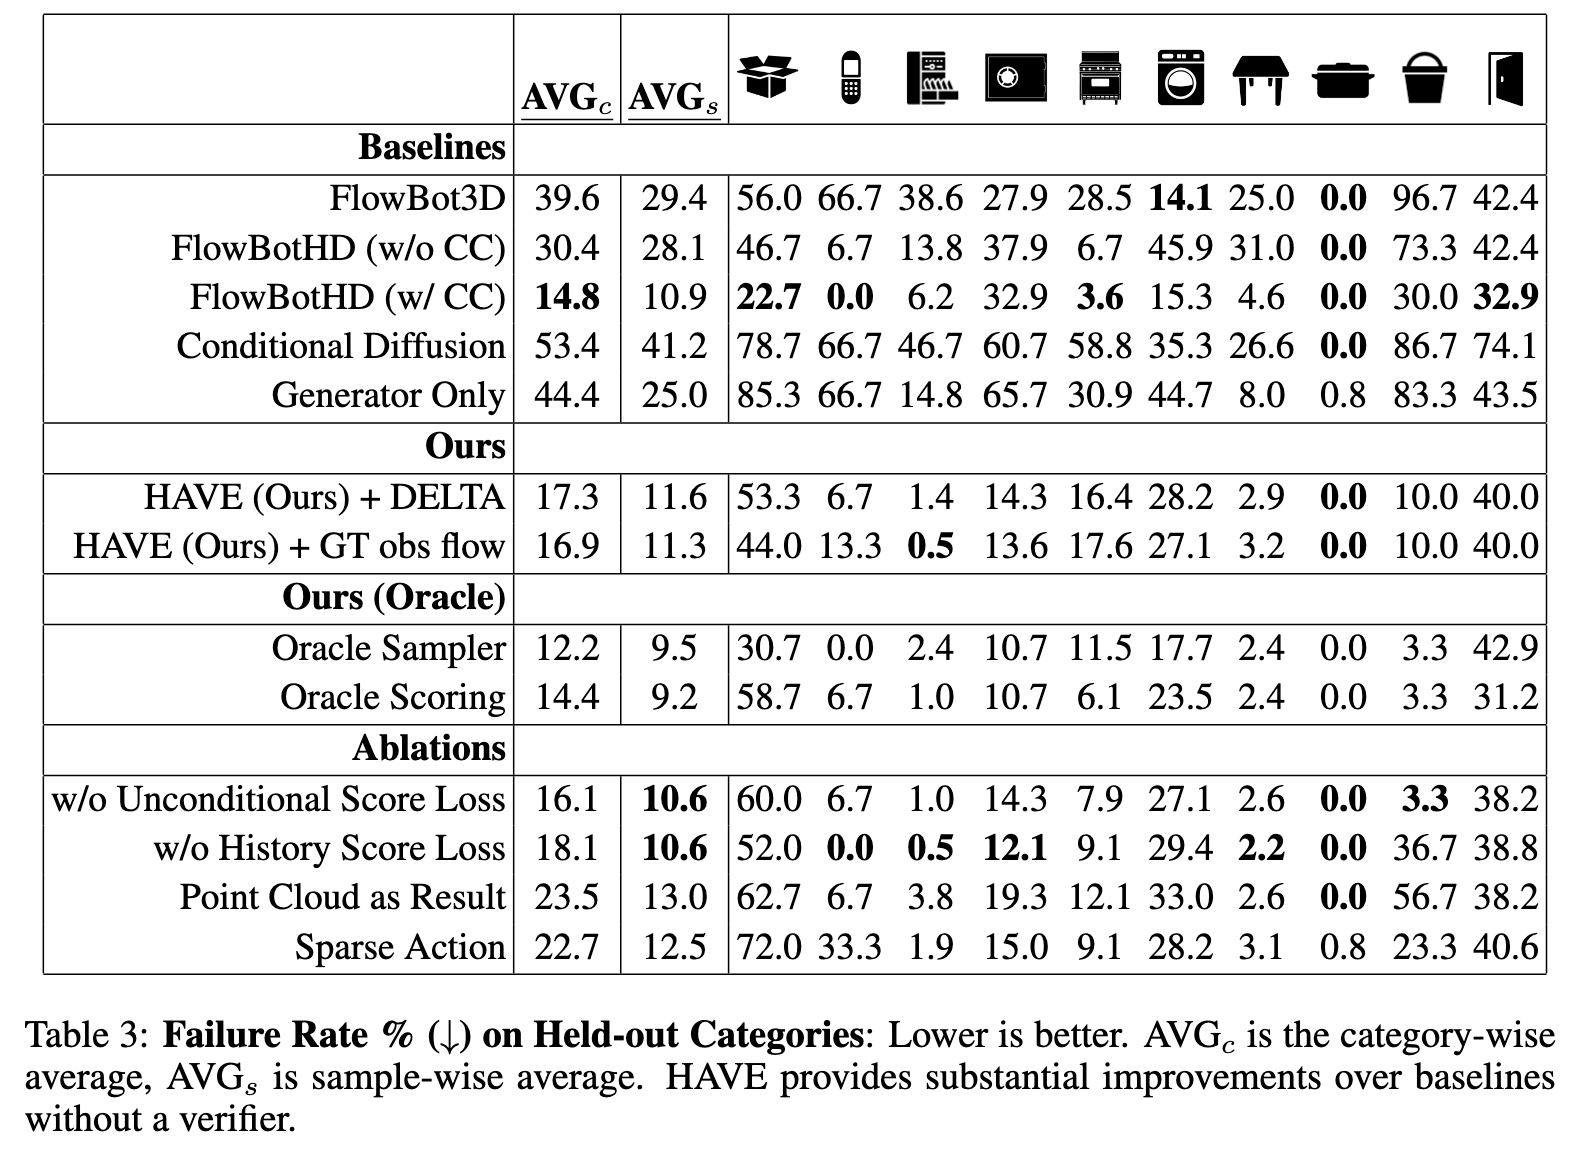 AVGc AVGs
Baselines
FlowBot3D 39.6 29.4 56.0 66.7 38.6 27.9 28.5 14.1 25.0 0.0 96.7 42.4
FlowBotHD (w/o CC) 30.4 28.1 46.7 6.7 13.8 37.9 6.7 45.9 31.0 0.0 73.3 42.4
FlowBotHD (w/ CC) 14.8 10.9 22.7 0.0 6.2 32.9 3.6 15.3 4.6 0.0 30.0 32.9
Conditional Diffusion 53.4 41.2 78.7 66.7 46.7 60.7 58.8 35.3 26.6 0.0 86.7 74.1
Generator Only 44.4 25.0 85.3 66.7 14.8 65.7 30.9 44.7 8.0 0.8 83.3 43.5
Ours
HAVE (Ours) + DELTA 17.3 11.6 53.3 6.7 1.4 14.3 16.4 28.2 2.9 0.0 10.0 40.0
HAVE (Ours) + GT obs flow 16.9 11.3 44.0 13.3 0.5 13.6 17.6 27.1 3.2 0.0 10.0 40.0
Ours (Oracle)
Oracle Sampler 12.2 9.5 30.7 0.0 2.4 10.7 11.5 17.7 2.4 0.0 3.3 42.9
Oracle Scoring 14.4 9.2 58.7 6.7 1.0 10.7 6.1 23.5 2.4 0.0 3.3 31.2
Ablations
w/o Unconditional Score Loss 16.1 10.6 60.0 6.7 1.0 14.3 7.9 27.1 2.6 0.0 3.3 38.2
w/o History Score Loss 18.1 10.6 52.0 0.0 0.5 12.1 9.1 29.4 2.2 0.0 36.7 38.8
Point Cloud as Result 23.5 13.0 62.7 6.7 3.8 19.3 12.1 33.0 2.6 0.0 56.7 38.2
Sparse Action 22.7 12.5 72.0 33.3 1.9 15.0 9.1 28.2 3.1 0.8 23.3 40.6
Table 3: Failure Rate % (↓) on Held-out Categories: Lower is better. AVGc is the category-wise
average, AVGs is sample-wise average. HAVE provides substantial improvements over baselines
without a verifier.